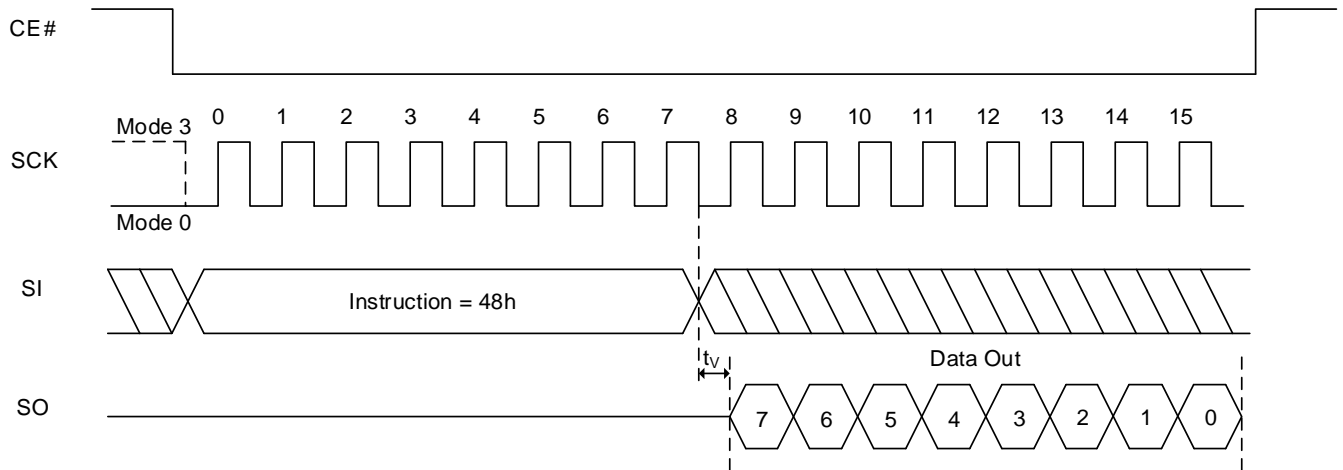 CE#
Mode 3 0 1 2 3 4 5 6 7 8 9 10 11 12 13 14 15
SCK
Mode 0
SI
Instruction = 48h
tV Data Out
SO
7 6 5 4 3 2 1 0